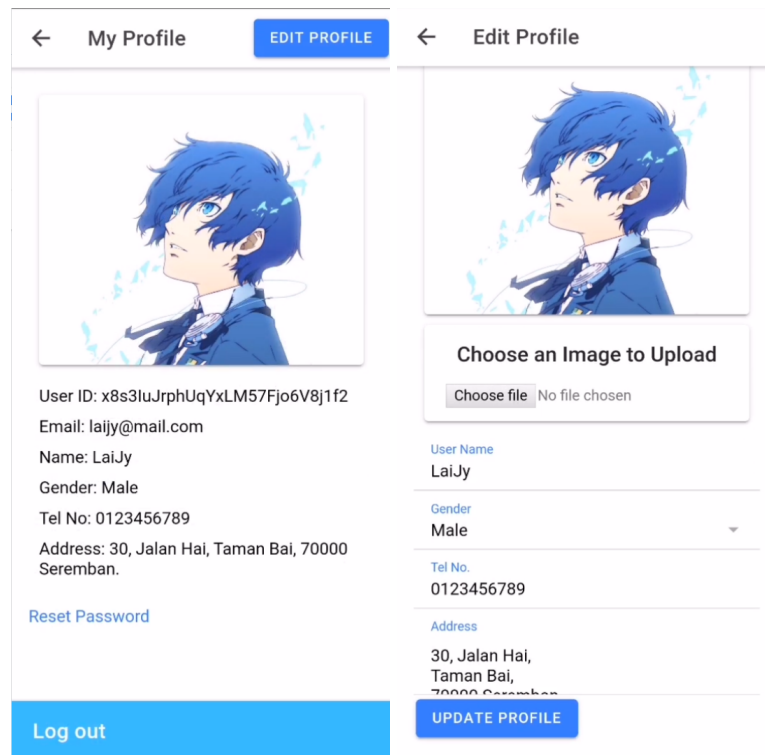 My Profile
EDIT PROFILE
User ID: x8s3IuJrphUqYxLM57Fjo6V8j1f2
Email: laijy@mail.com
Name: LaiJy
Gender: Male
Tel No: 0123456789
Address: 30, Jalan Hai, Taman Bai, 70000
Seremban.
Reset Password
Log out
Edit Profile
Choose an Image to Upload
Choose file No file chosen
User Name
LaiJy
Gender
Male
Tel No.
0123456789
Address
30, Jalan Hai,
Taman Bai,
70000 Seremban
UPDATE PROFILE